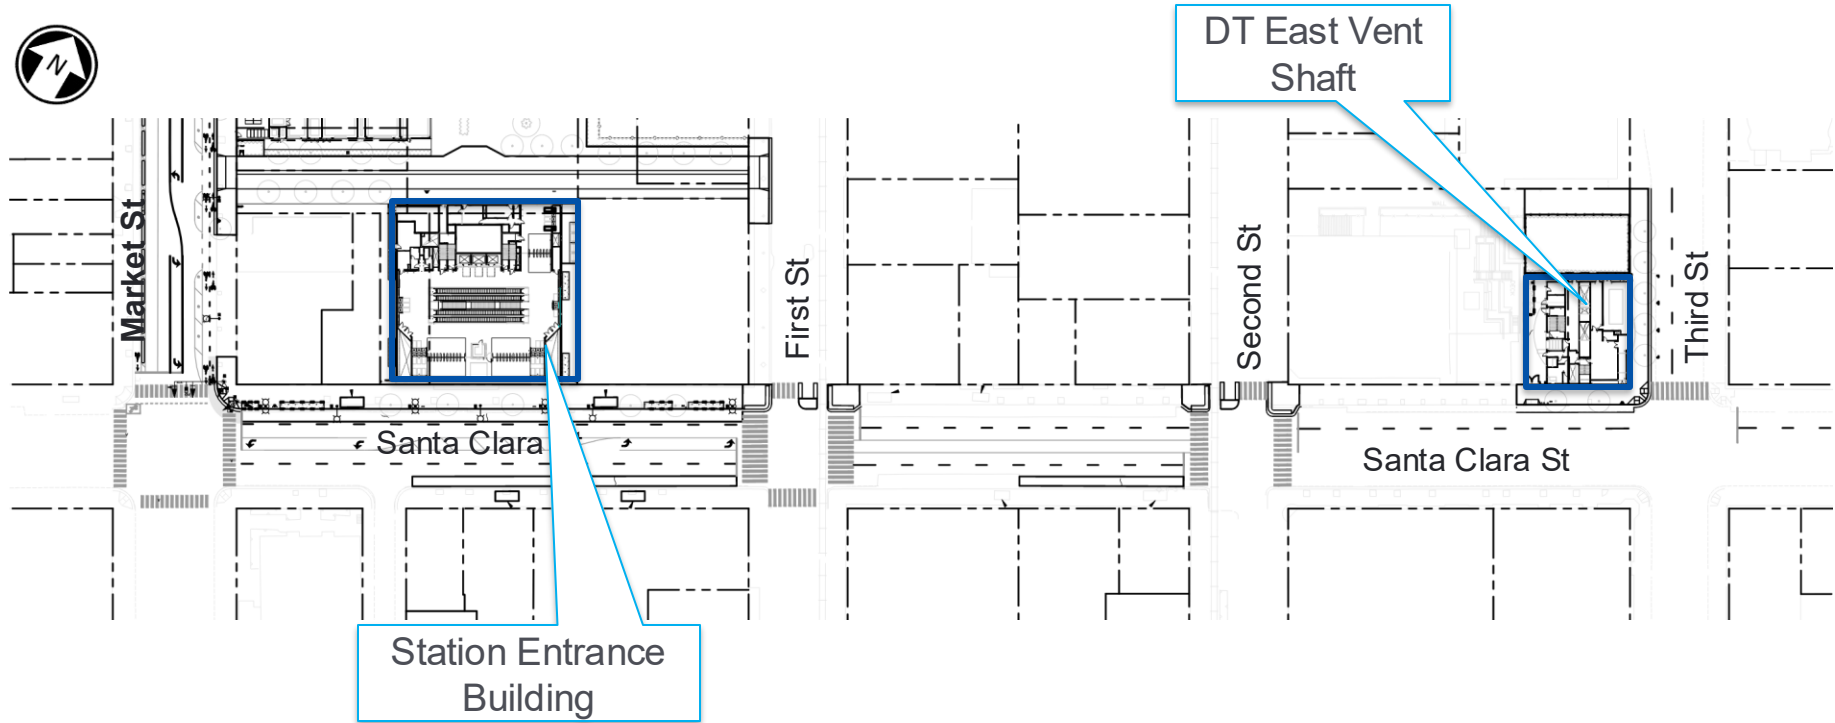 DT East Vent
Shaft
N
Market St
First St
Second St
Third St
Santa Clara
Santa Clara St
Station Entrance
Building